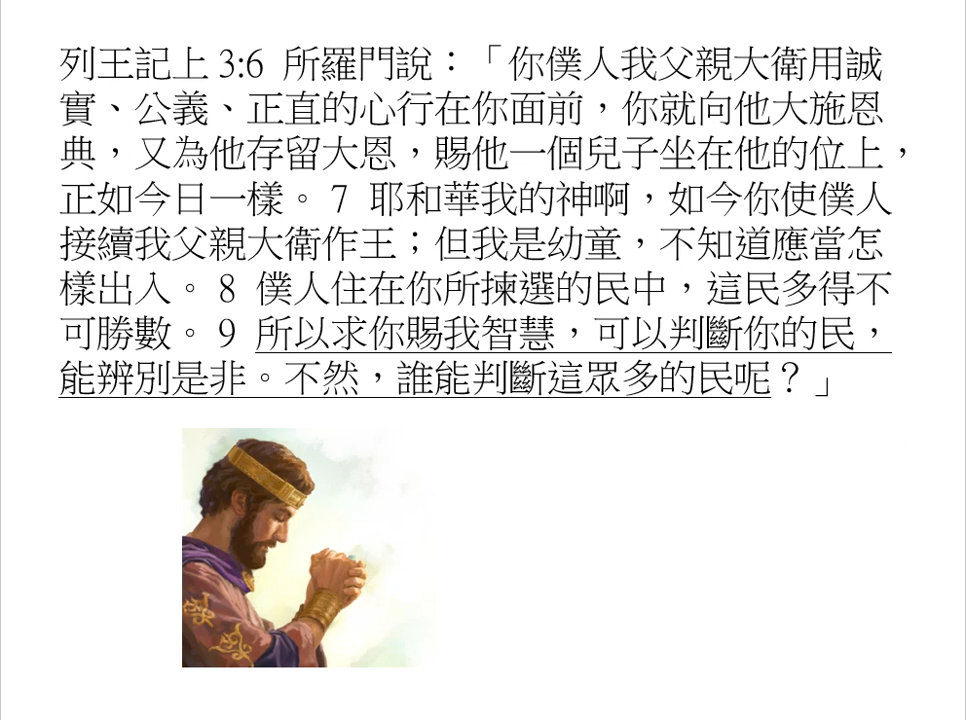 列王記上 3:6 所羅門說：「你僕人我父親大衛用誠
實、公義、正直的心行在你面前，你就向他大施恩
典，又為他存留大恩，賜他一個兒子坐在他的位上，
正如今日一樣。 7 耶和華我的神啊，如今你使僕人
接續我父親大衛作王；但我是幼童，不知道應當怎
樣出入。 8 僕人住在你所揀選的民中，這民多得不
可勝數。 9 所以求你賜我智慧，可以判斷你的民，
能辨別是非。不然，誰能判斷這眾多的民呢？」